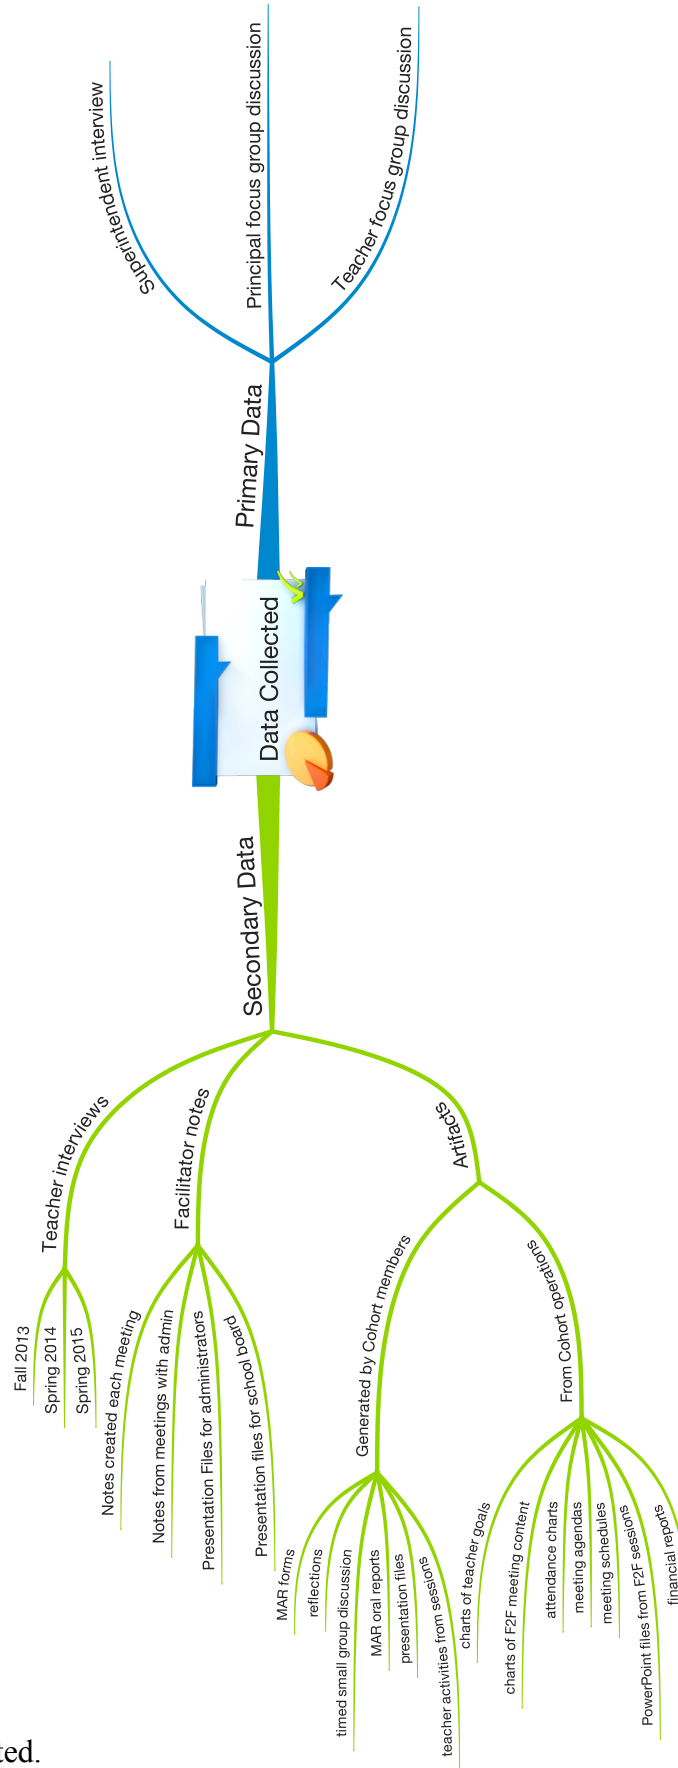 Superintendent interview
Principal focus group discussion
Teacher focus group discussion
Primary Data
Data Collected
Secondary Data
Teacher interviews
Fall 2013
Spring 2014
Spring 2015
Facilitator notes
Notes created each meeting
Notes from meetings with admin
Presentation Files for administrators
Presentation files for school board
Artifacts
Generated by Cohort members
MAR forms
reflections
timed small group discussion
MAR oral reports
presentation files
teacher activities from sessions
From Cohort operations
charts of teacher goals
charts of F2F meeting content
attendance charts
meeting agendas
meeting schedules
PowerPoint files from F2F sessions
financial reports
ted.